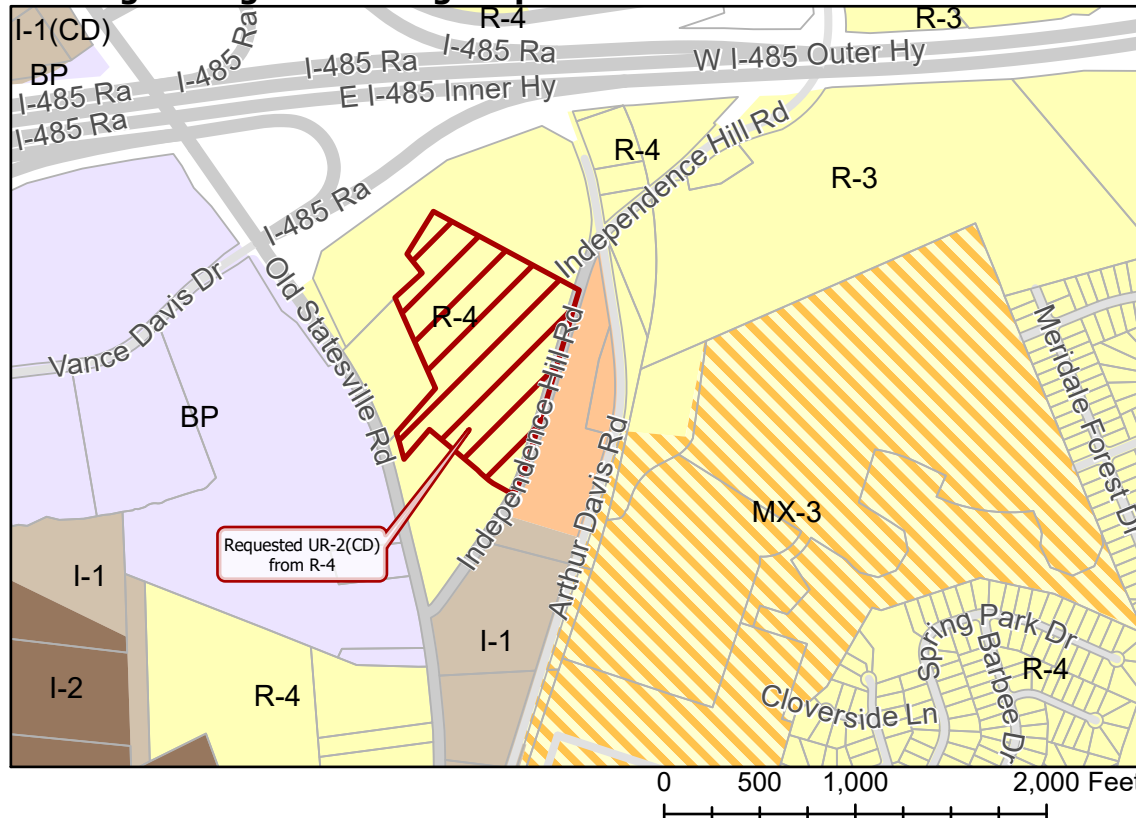 R-4
R-3
I-1(CD)
I-485 Ra
I-485 Ra
BP
I-485 Ra
W I-485 Outer Hy
I-485 Ra
E I-485 Inner Hy
I-485 Ra
R-4
Independence Hill Rd
R-3
I-485 Ra
Vance Davis Dr
Old Statesville Rd
R-4
Independence Hill Rd
Meridale Forest Dr
BP
Arthur Davis Rd
MX-3
Requested UR-2(CD)
from R-4
I-1
I-1
Spring Park Dr
Barbee Dr
R-4
I-2
R-4
Cloverside Ln
0 500 1,000 2,000 Feet